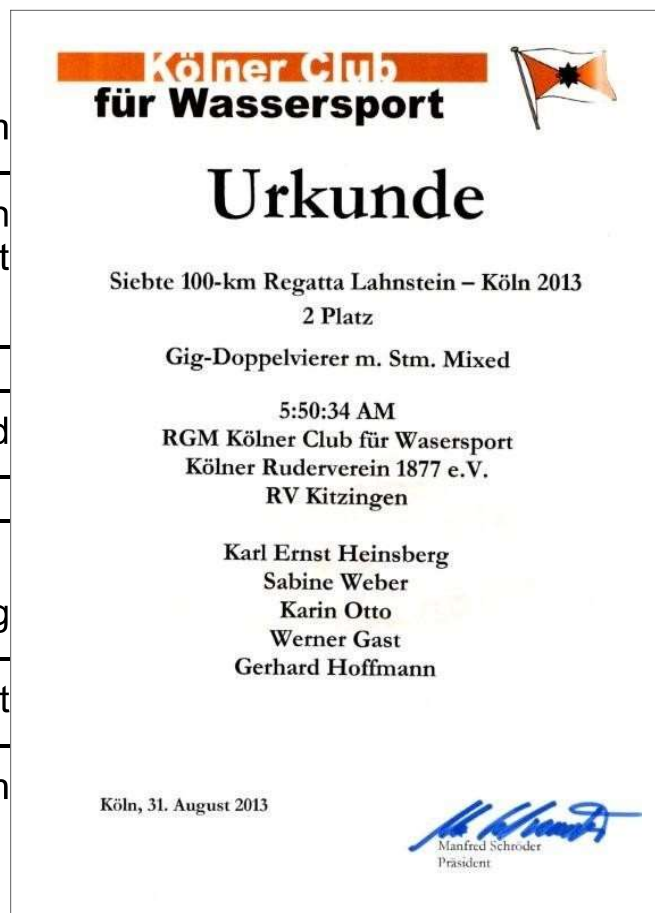 Kölner Club
für Wassersport
Urkunde
Siebte 100-km Regatta Lahnstein – Köln 2013
2 Platz
Gig-Doppelvierer m. Stm. Mixed
5:50:34 AM
RGM Kölner Club für Wasersport
Kölner Ruderverein 1877 e.V.
RV Kitzingen
Karl Ernst Heinsberg
Sabine Weber
Karin Otto
Werner Gast
Gerhard Hoffmann
Köln, 31. August 2013
Manfred Schröder
Präsident